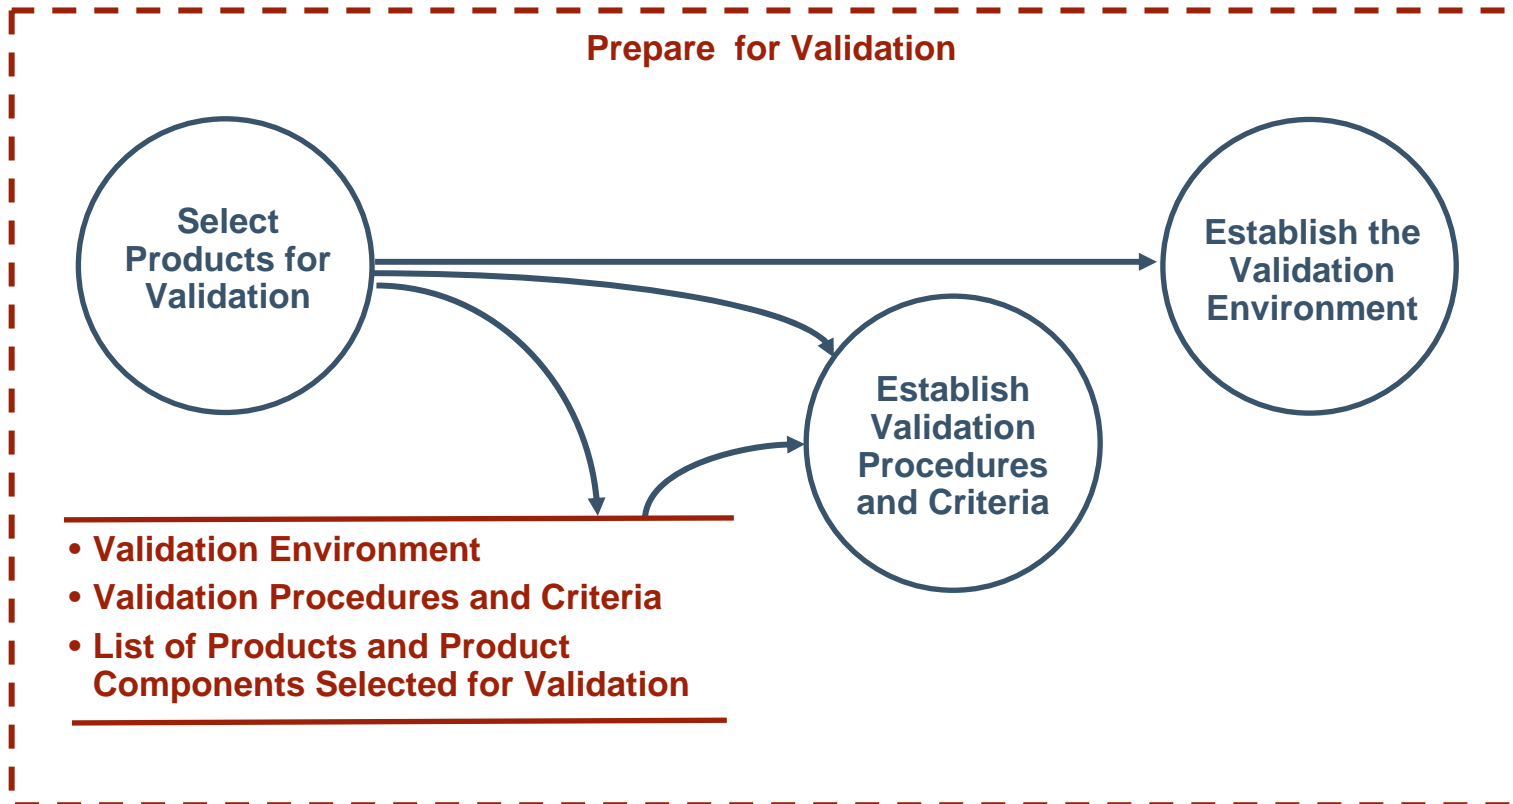 Prepare  for Validation
Select
Products for
Validation
Establish the
Validation
Environment
Establish
Validation
Procedures
and Criteria
• Validation Environment
• Validation Procedures and Criteria
• List of Products and Product
Components Selected for Validation